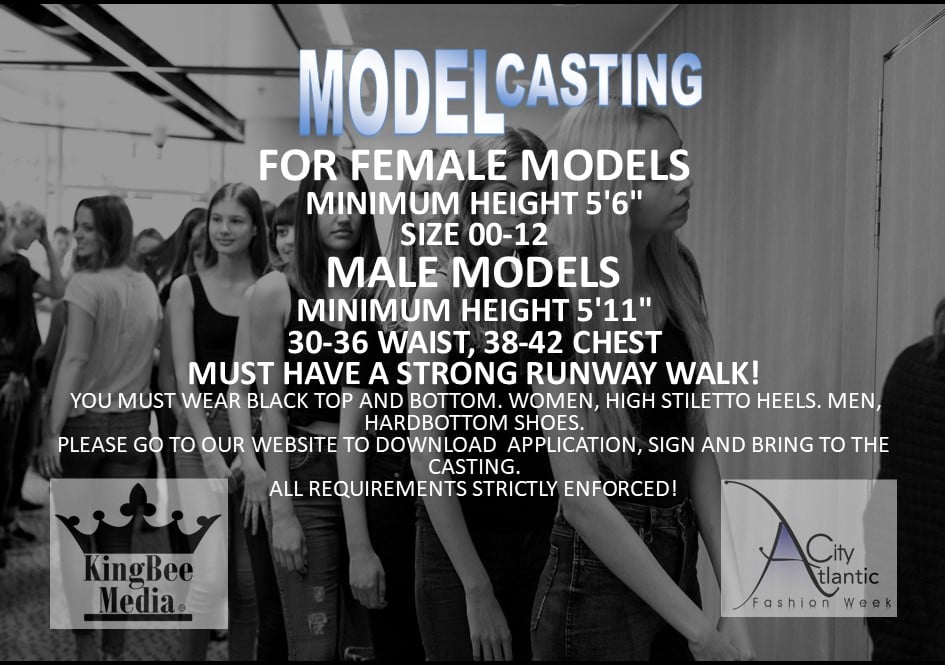 MODEL CASTING
FOR FEMALE MODELS
MINIMUM HEIGHT 5'6"
SIZE 00-12
MALE MODELS
MINIMUM HEIGHT 5'11"
30-36 WAIST, 38-42 CHEST
MUST HAVE A STRONG RUNWAY WALK!
YOU MUST WEAR BLACK TOP AND BOTTOM. WOMEN, HIGH STILETTO HEELS. MEN,
HARDBOTTOM SHOES.
PLEASE GO TO OUR WEBSITE TO DOWNLOAD  APPLICATION, SIGN AND BRING TO THE
CASTING.
ALL REQUIREMENTS STRICTLY ENFORCED!
KingBee
Media
City
Atlantic
Fashion Week